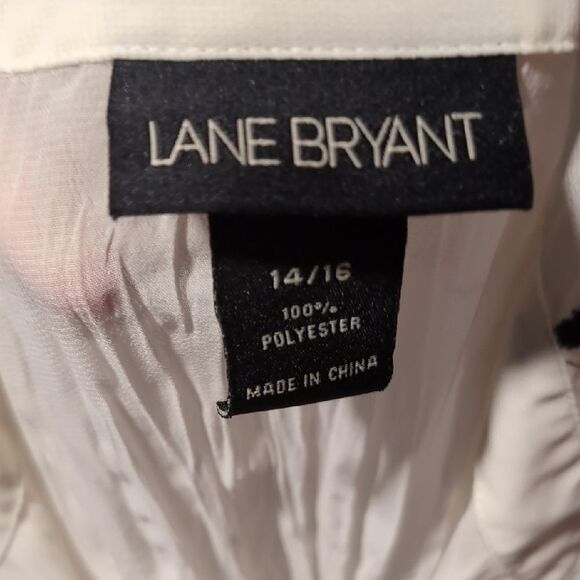 LANE BRYANT
14/16
100%
POLYESTER
MADE IN CHINA